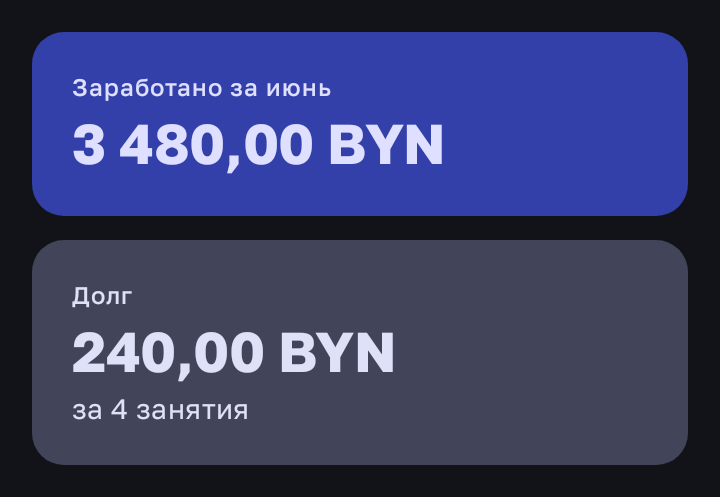 Заработано за июнь
3 480,00 BYN
Долг
240,00 BYN
за 4 занятия